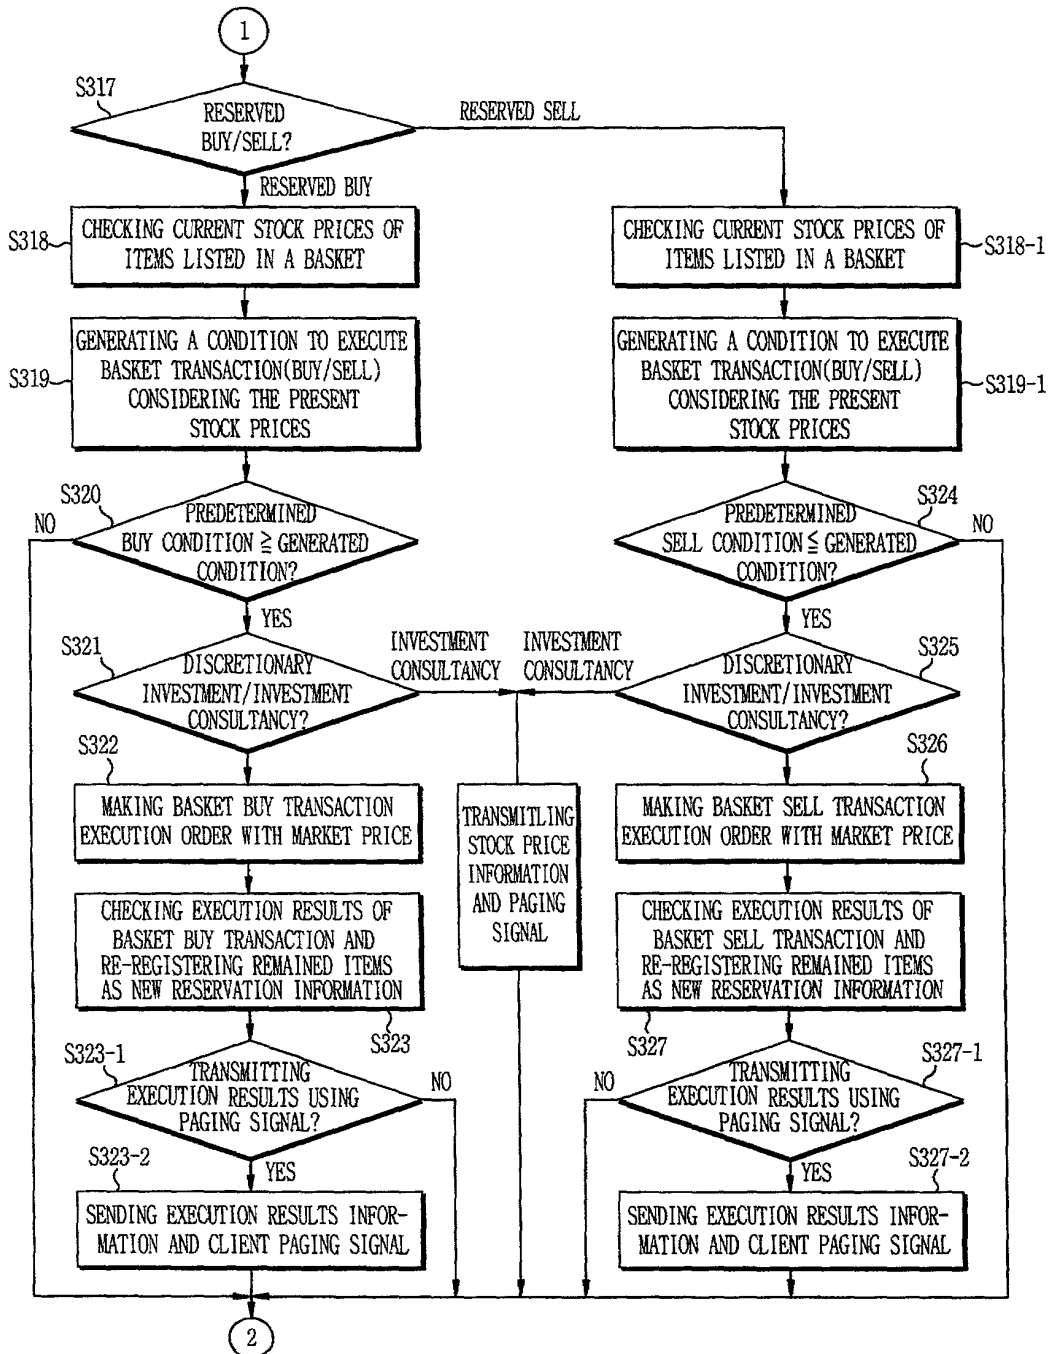 1
S317
RESERVED
BUY/SELL?
RESERVED SELL
RESERVED BUY
S318
CHECKING CURRENT STOCK PRICES OF
ITEMS LISTED IN A BASKET
CHECKING CURRENT STOCK PRICES OF
ITEMS LISTED IN A BASKET
S318-1
S319
GENERATING A CONDITION TO EXECUTE
BASKET TRANSACTION(BUY/SELL)
CONSIDERING THE PRESENT
STOCK PRICES
GENERATING A CONDITION TO EXECUTE
BASKET TRANSACTION(BUY/SELL)
CONSIDERING THE PRESENT
STOCK PRICES
S319-1
S320
NO
PREDETERMINED
BUY CONDITION ≧ GENERATED
CONDITION?
YES
S324
NO
PREDETERMINED
SELL CONDITION ≦ GENERATED
CONDITION?
YES
S321
DISCRETIONARY
INVESTMENT/INVESTMENT
CONSULTANCY?
INVESTMENT
CONSULTANCY
INVESTMENT
CONSULTANCY
S325
DISCRETIONARY
INVESTMENT/INVESTMENT
CONSULTANCY?
S322
MAKING BASKET BUY TRANSACTION
EXECUTION ORDER WITH MARKET PRICE
TRANSMITLING
STOCK PRICE
INFORMATION
AND PAGING
SIGNAL
S326
MAKING BASKET SELL TRANSACTION
EXECUTION ORDER WITH MARKET PRICE
CHECKING EXECUTION RESULTS OF
BASKET BUY TRANSACTION AND
RE-REGISTERING REMAINED ITEMS
AS NEW RESERVATION INFORMATION
S323
CHECKING EXECUTION RESULTS OF
BASKET SELL TRANSACTION AND
RE-REGISTERING REMAINED ITEMS
AS NEW RESERVATION INFORMATION
S327
S323-1
TRANSMITTING
EXECUTION RESULTS USING
PAGING SIGNAL?
NO
YES
S327-1
NO
TRANSMITTING
EXECUTION RESULTS USING
PAGING SIGNAL?
YES
S323-2
SENDING EXECUTION RESULTS INFOR-
MATION AND CLIENT PAGING SIGNAL
S327-2
SENDING EXECUTION RESULTS INFOR-
MATION AND CLIENT PAGING SIGNAL
2